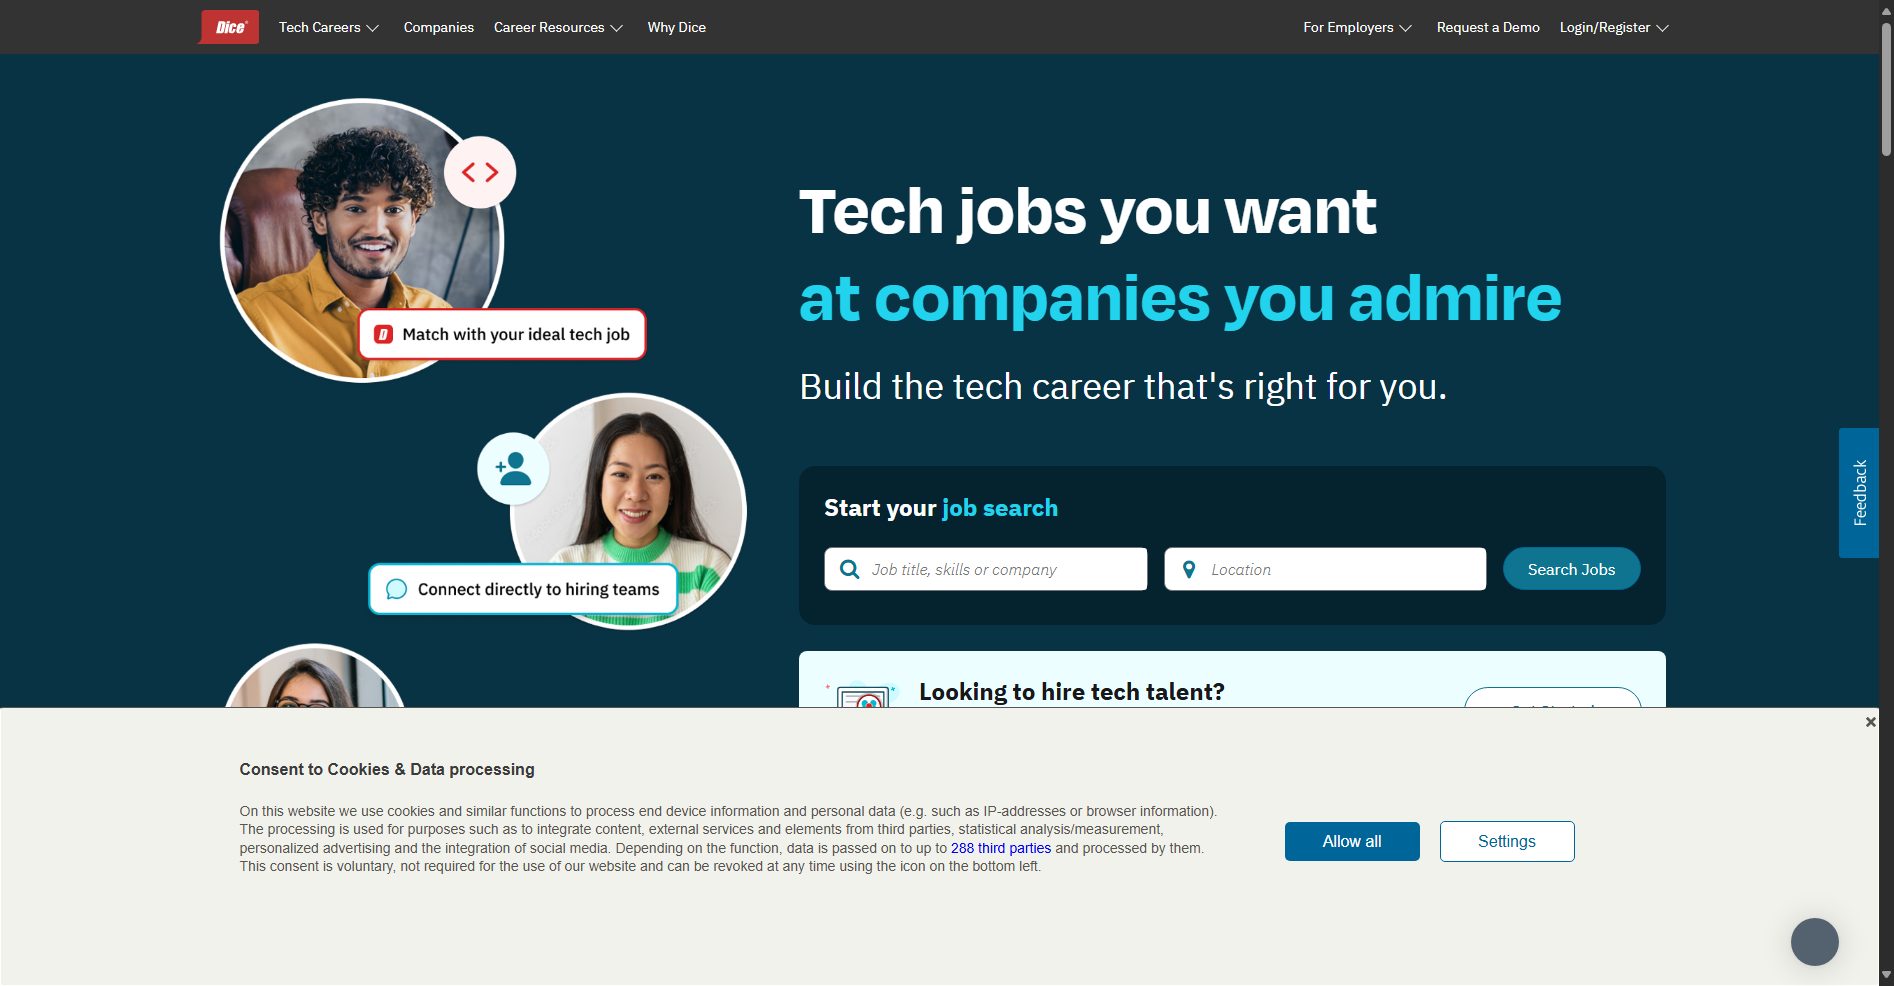 Dice
Tech Careers
Companies
Career Resources
Why Dice
For Employers
Request a Demo
Login/Register
Tech jobs you want
at companies you admire
Build the tech career that's right for you.
D Match with your ideal tech job
Connect directly to hiring teams
Start your job search
Job title, skills or company
Location
Search Jobs
Feedback
Looking to hire tech talent?
Consent to Cookies & Data processing
On this website we use cookies and similar functions to process end device information and personal data (e.g. such as IP-addresses or browser information).
The processing is used for purposes such as to integrate content, external services and elements from third parties, statistical analysis/measurement,
personalized advertising and the integration of social media. Depending on the function, data is passed on to up to 288 third parties and processed by them.
This consent is voluntary, not required for the use of our website and can be revoked at any time using the icon on the bottom left.
Allow all
Settings